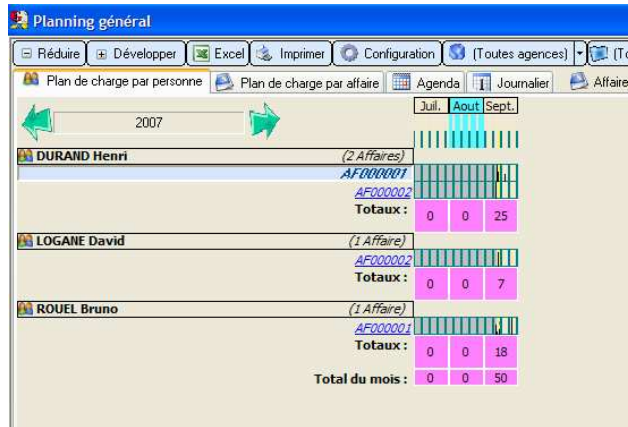 Planning général
Réduire Développer Excel Imprimer Configuration (Toutes agences) (To
Plan de charge par personne Plan de charge par affaire Agenda Journalier Affaire
2007 Juil. Aout Sept.
DURAND Henri (2 Affaires)
AF000001
AF000002
Totaux : 0 0 25
LOGANE David (1 Affaire)
AF000002
Totaux : 0 0 7
ROUEL Bruno (1 Affaire)
AF000001
Totaux : 0 0 18
Total du mois : 0 0 50